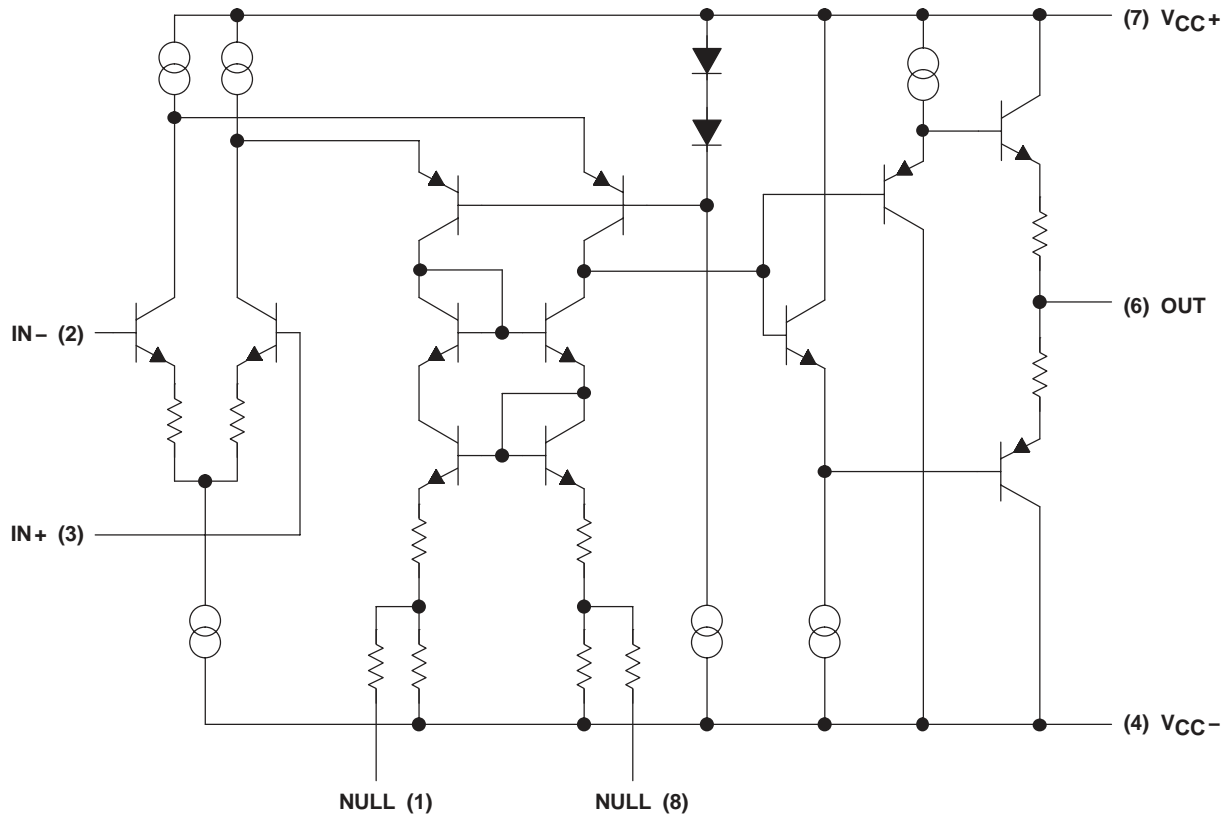 (7) VCC+
IN− (2)
(6) OUT
IN+ (3)
(4) VCC−
NULL (1)
NULL (8)